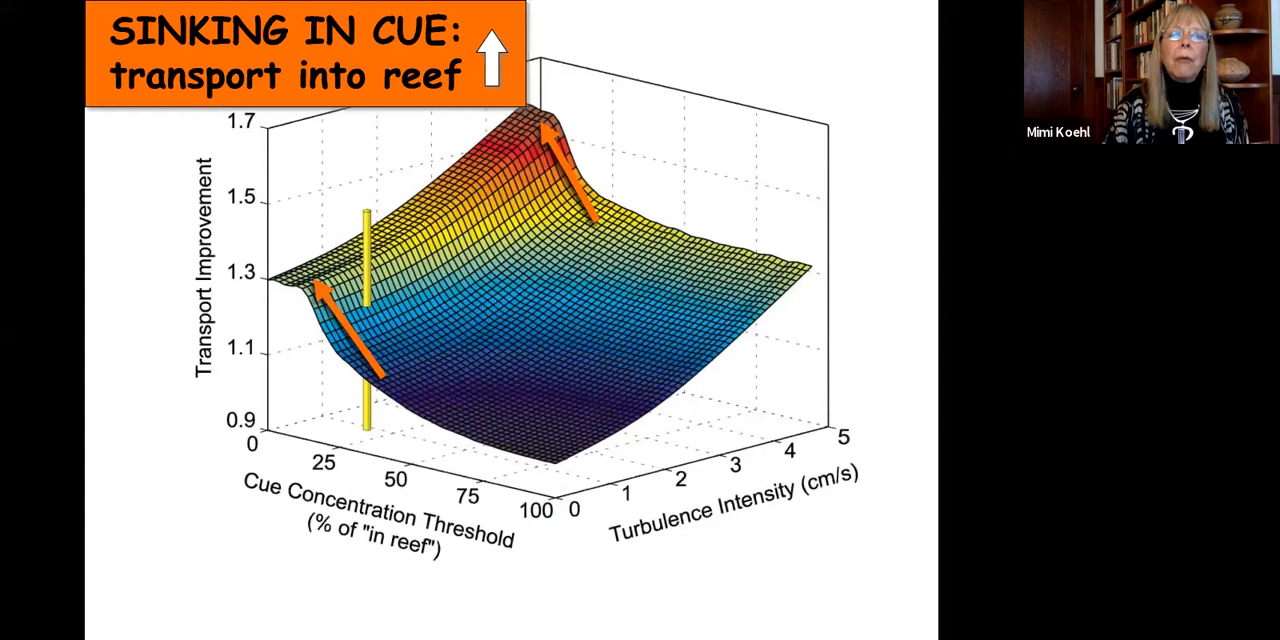 SINKING IN CUE:
transport into reef
Mimi Koehl
1.7
1.5
1.3
1.1
0.9
Transport Improvement
0
25
50
75
100
Cue Concentration Threshold
(% of "in reef")
0
1
2
3
4
5
Turbulence Intensity (cm/s)